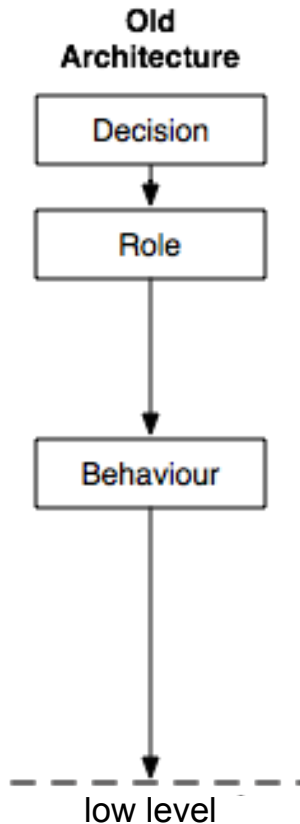 Old
Architecture
Decision
Role
Behaviour
low level